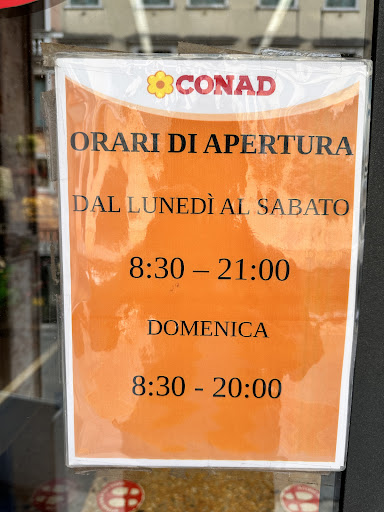 CONAD
ORARI DI APERTURA
DAL LUNEDÌ AL SABATO
8:30 – 21:00
DOMENICA
8:30 - 20:00